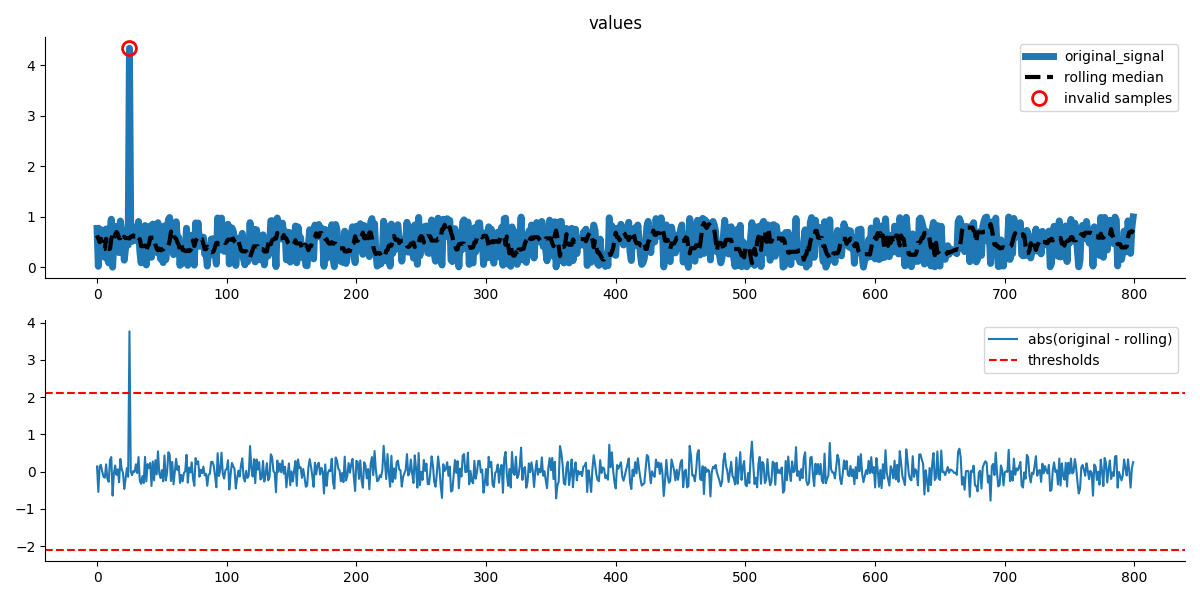 values
4
3
2
1
0
original_signal
rolling median
invalid samples
0 100 200 300 400 500 600 700 800
4
3
2
1
0
−1
−2
abs(original - rolling)
thresholds
0 100 200 300 400 500 600 700 800